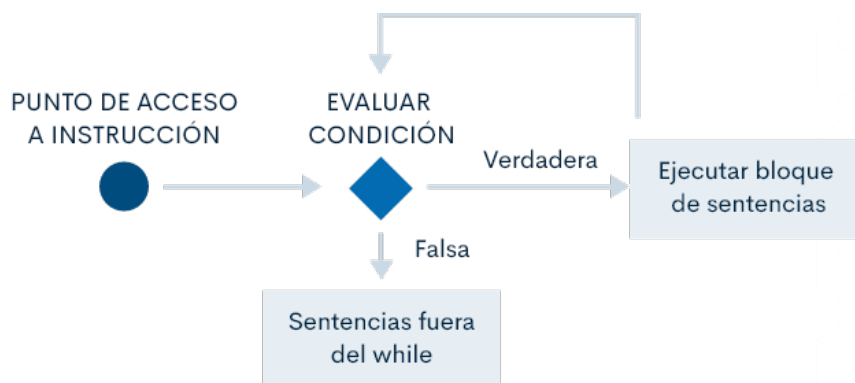 PUNTO DE ACCESO
A INSTRUCCIÓN
EVALUAR
CONDICIÓN
Verdadera
Ejecutar bloque
de sentencias
Falsa
Sentencias fuera
del while